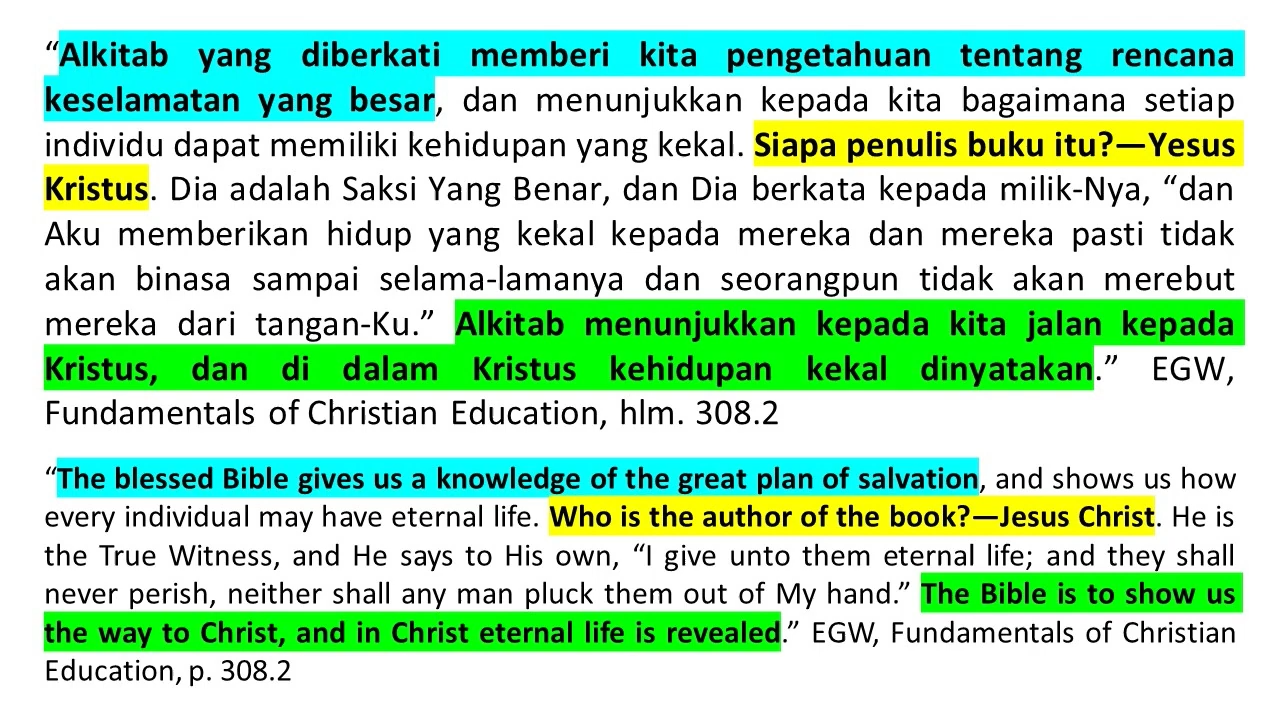 “Alkitab yang diberkati memberi kita pengetahuan tentang rencana
keselamatan yang besar, dan menunjukkan kepada kita bagaimana setiap
individu dapat memiliki kehidupan yang kekal. Siapa penulis buku itu?—Yesus
Kristus. Dia adalah Saksi Yang Benar, dan Dia berkata kepada milik-Nya, “dan
Aku memberikan hidup yang kekal kepada mereka dan mereka pasti tidak
akan binasa sampai selama-lamanya dan seorangpun tidak akan merebut
mereka dari tangan-Ku.” Alkitab menunjukkan kepada kita jalan kepada
Kristus, dan di dalam Kristus kehidupan kekal dinyatakan.” EGW,
Fundamentals of Christian Education, hlm. 308.2
“The blessed Bible gives us a knowledge of the great plan of salvation, and shows us how
every individual may have eternal life. Who is the author of the book?—Jesus Christ. He is
the True Witness, and He says to His own, “I give unto them eternal life; and they shall
never perish, neither shall any man pluck them out of My hand.” The Bible is to show us
the way to Christ, and in Christ eternal life is revealed.” EGW, Fundamentals of Christian
Education, p. 308.2